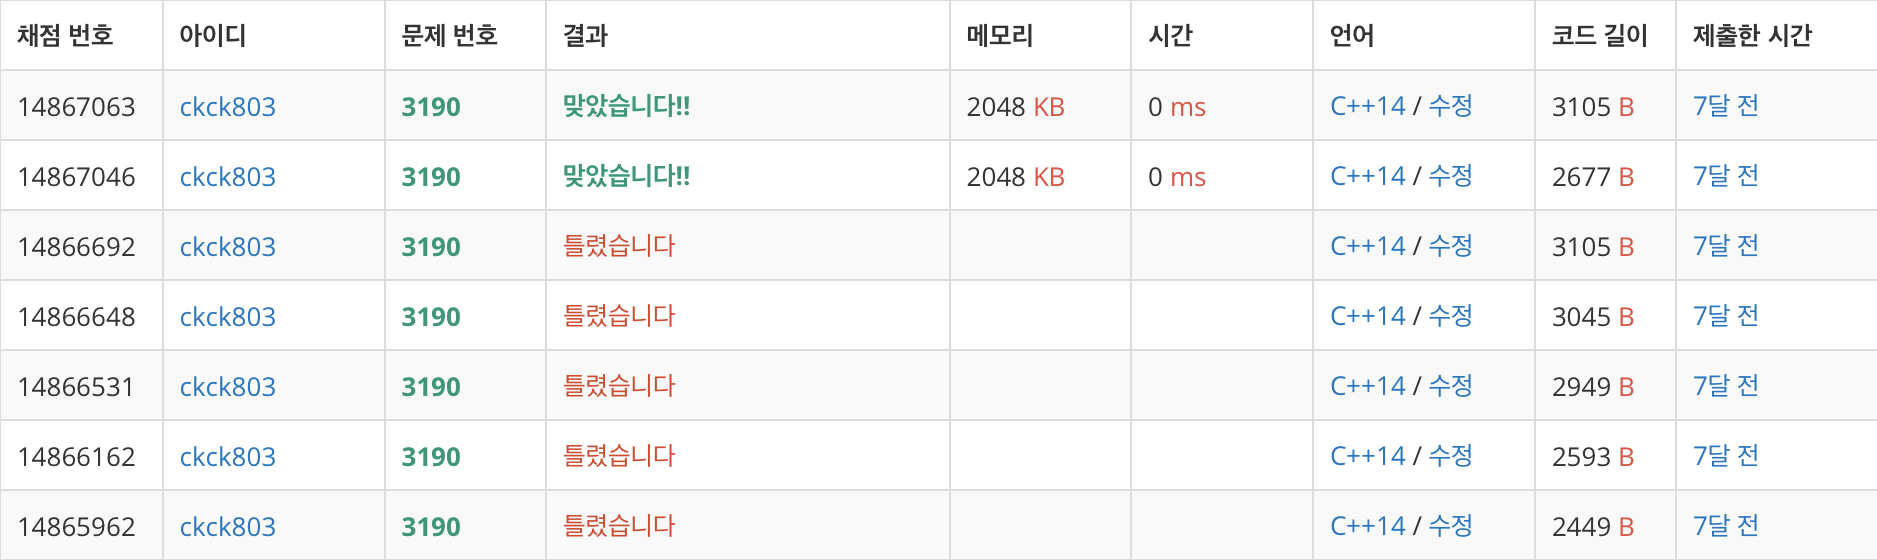 채점 번호 아이디 문제 번호 결과 메모리 시간 언어 코드 길이 제출한 시간
14867063 ckck803 3190 맞았습니다!! 2048 KB 0 ms C++14 / 수정 3105 B 7달 전
14867046 ckck803 3190 맞았습니다!! 2048 KB 0 ms C++14 / 수정 2677 B 7달 전
14866692 ckck803 3190 틀렸습니다 C++14 / 수정 3105 B 7달 전
14866648 ckck803 3190 틀렸습니다 C++14 / 수정 3045 B 7달 전
14866531 ckck803 3190 틀렸습니다 C++14 / 수정 2949 B 7달 전
14866162 ckck803 3190 틀렸습니다 C++14 / 수정 2593 B 7달 전
14865962 ckck803 3190 틀렸습니다 C++14 / 수정 2449 B 7달 전